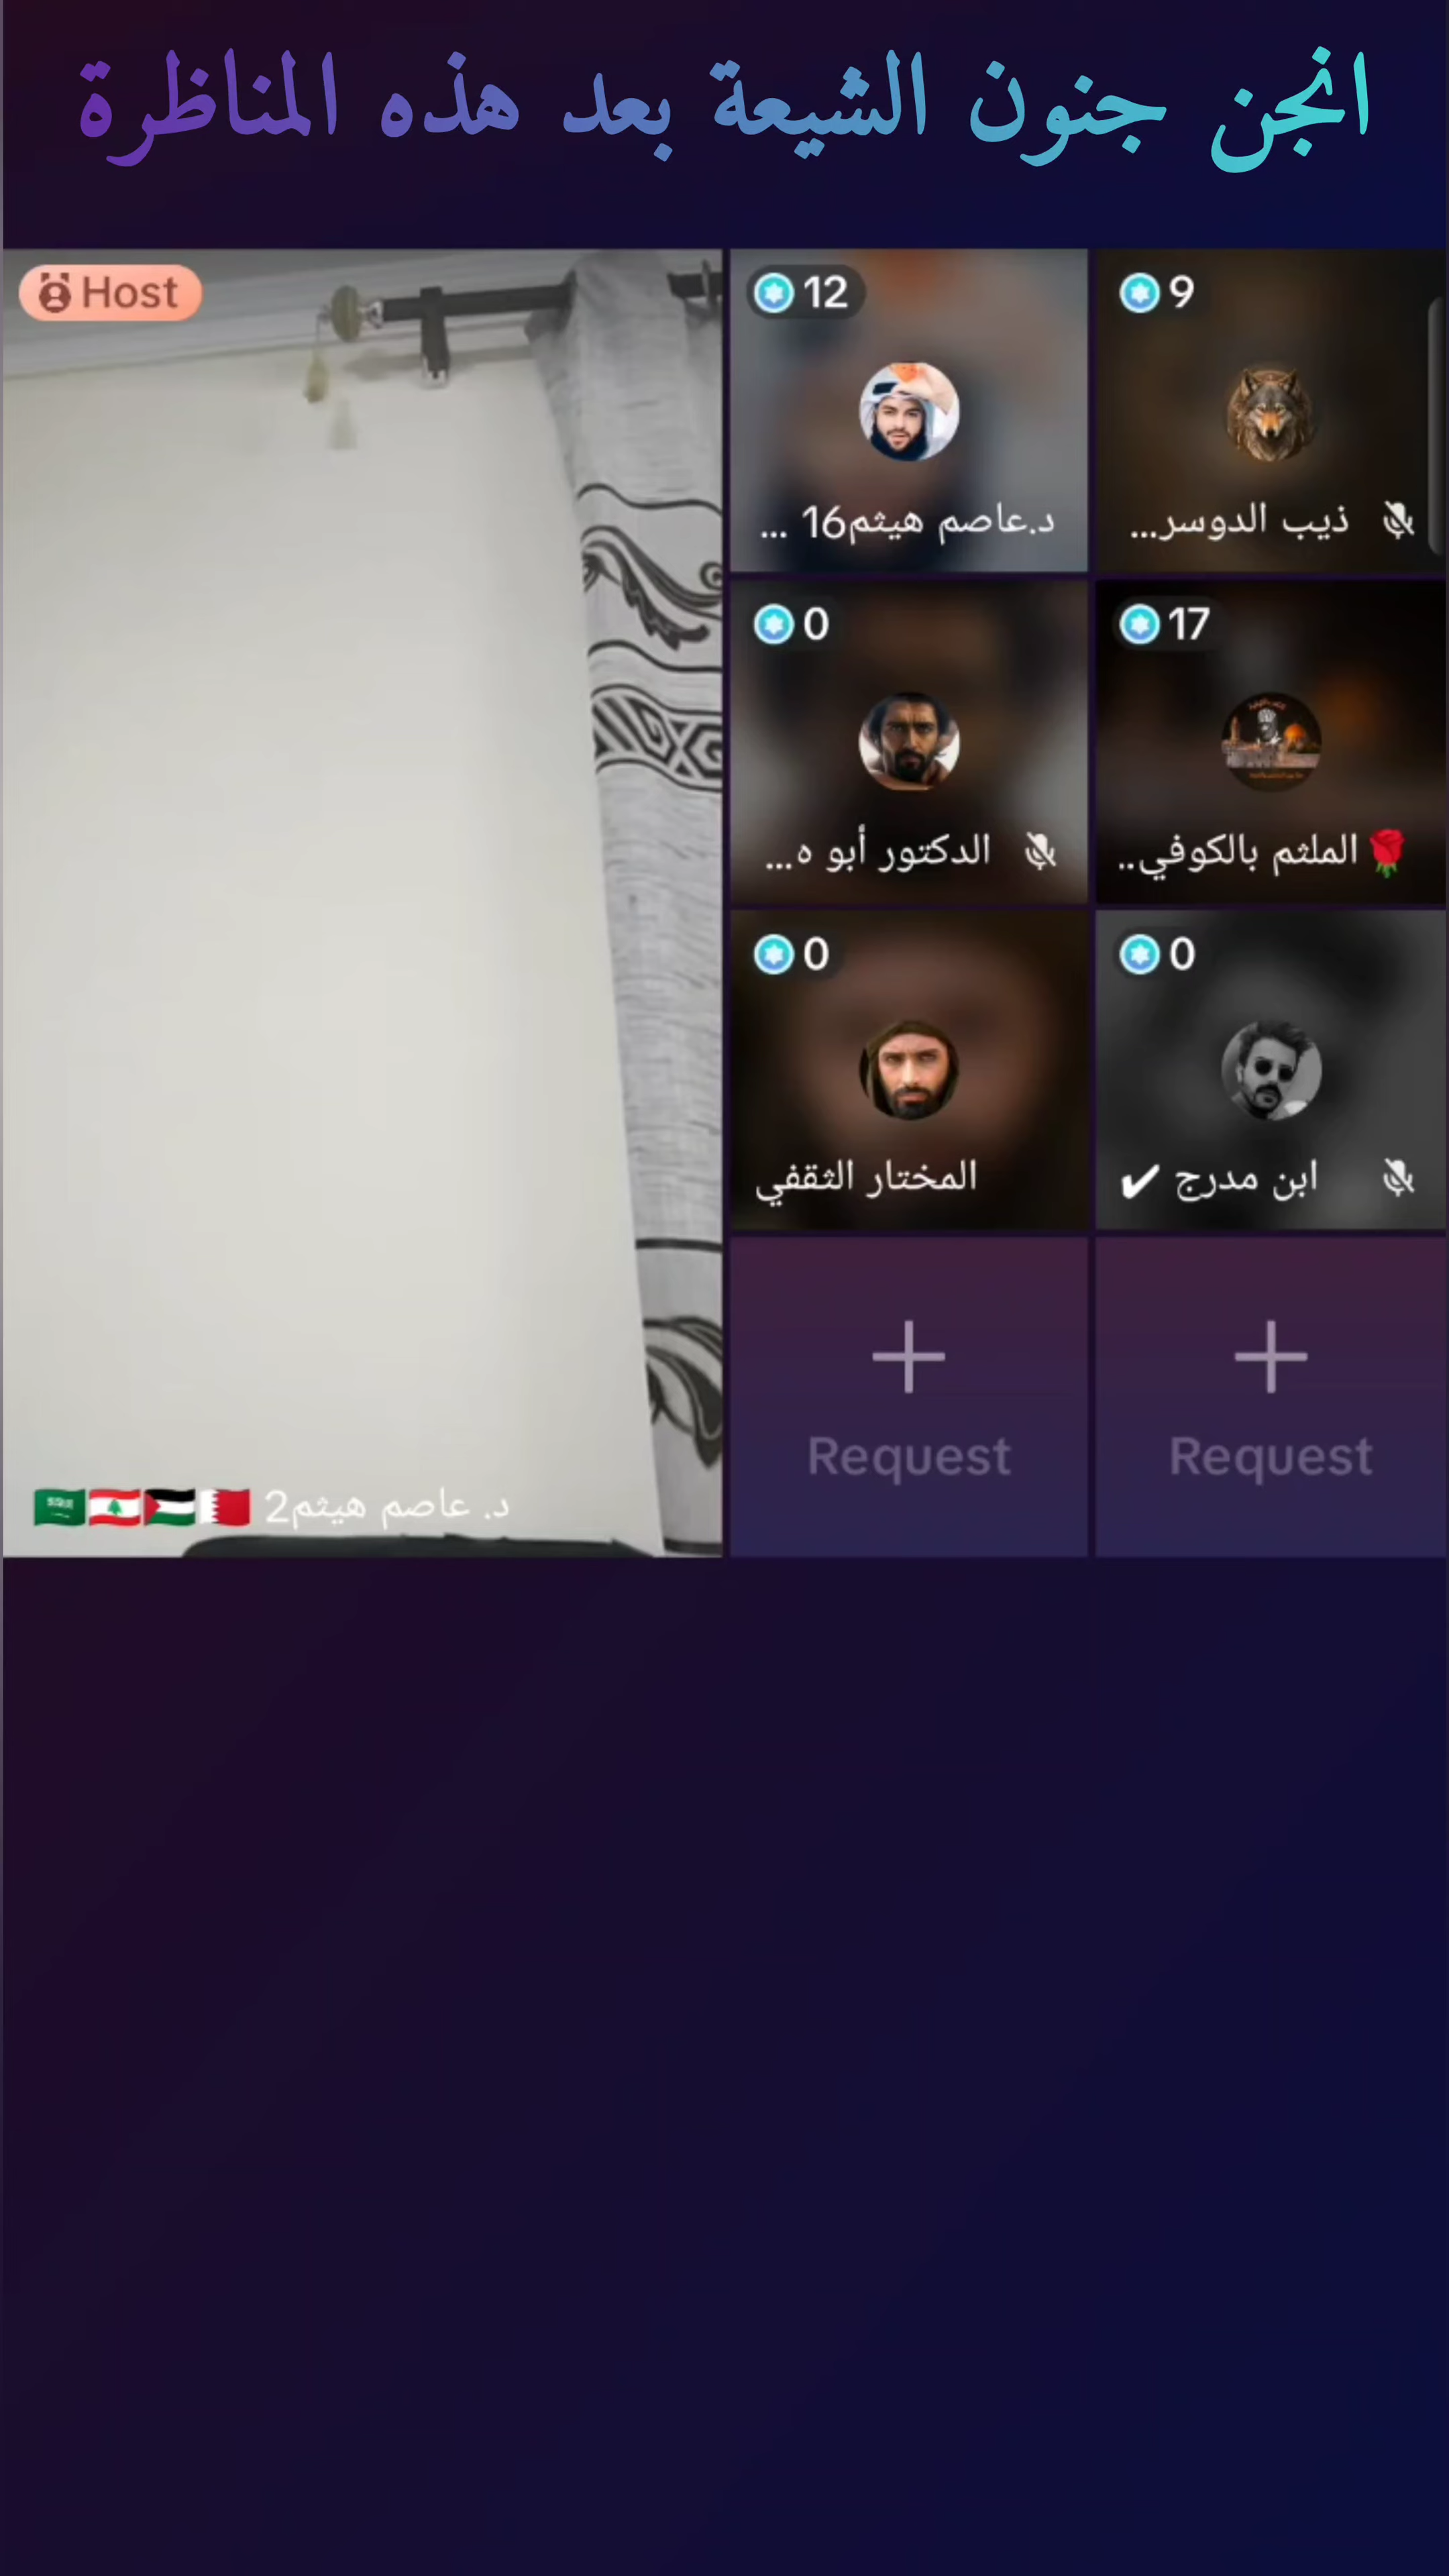 انجن جنون الشيعة بعد هذه المناظرة
Host
12
9
د.عاصم هيثم16 ...
ذيب الدوسر...
0
17
الدكتور أبو ه...
الملثم بالكوفي..
0
0
المختار الثقفي
ابن مدرج ✔
Request
Request
د. عاصم هيثم2